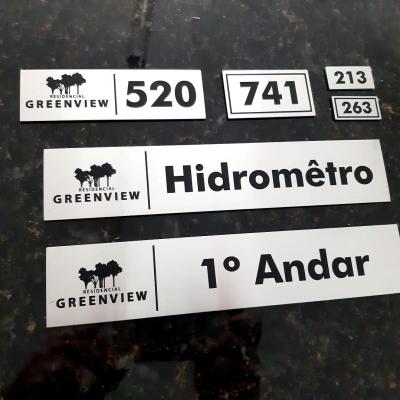 RESIDENCIAL
GREENVIEW
520
741
213
263
RESIDENCIAL
GREENVIEW
Hidromêtro
RESIDENCIAL
GREENVIEW
1º Andar